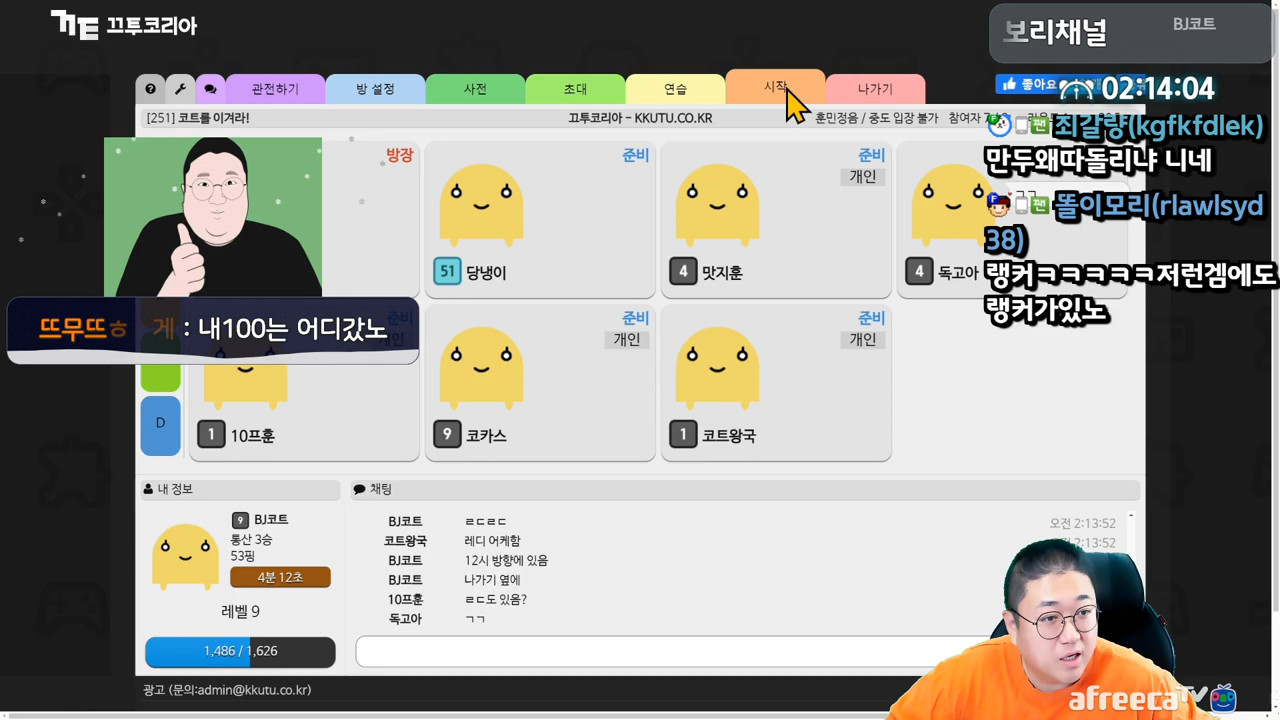 끄투코리아
보리채널
BJ코트
관전하기
방 설정
사전
초대
연습
시작
나가기
좋아요
02:14:04
[251] 코트를 이겨라!
끄투코리아 - KKUTU.CO.KR
훈민정음 / 중도 입장 불가
참여자
최갈량(kgfkfdlek)
만두왜따돌리냐 니네
똘이모리(rlawlsyd
38)
랭커ㅋㅋㅋㅋㅋ저런겜에도
랭커가있노
방장
준비
51 당냉이
준비
개인
4 맛지훈
4 독고아
뜨무뜨ㅎ 게 : 내100는 어디갔노
준비
개인
1 10프훈
준비
개인
9 코카스
준비
개인
1 코트왕국
D
내 정보
채팅
9 BJ코트
통산 3승
53핑
4분 12초
레벨 9
1,486 / 1,626
BJ코트 ㄹㄷㄹㄷ
오전 2:13:52
코트왕국 레디 어케함
오전 2:13:52
BJ코트 12시 방향에 있음
BJ코트 나가기 옆에
10프훈 ㄹㄷ도 있음?
독고아 ㄱㄱ
광고 (문의:admin@kkutu.co.kr)
afreecaTV